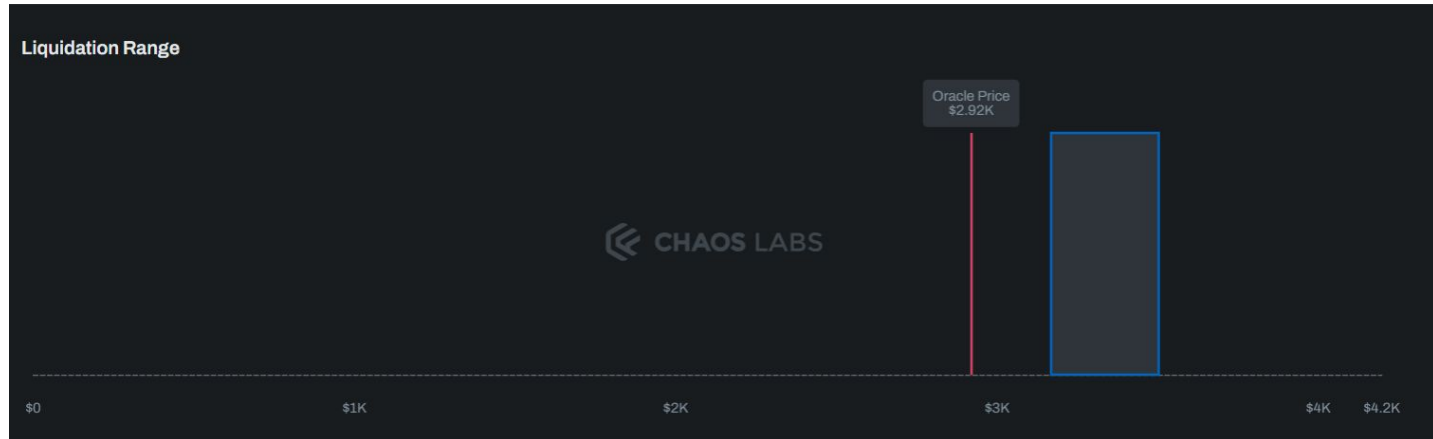 Liquidation Range
Oracle Price
$2.92K
CHAOS LABS
$0
$1K
$2K
$3K
$4K
$4.2K